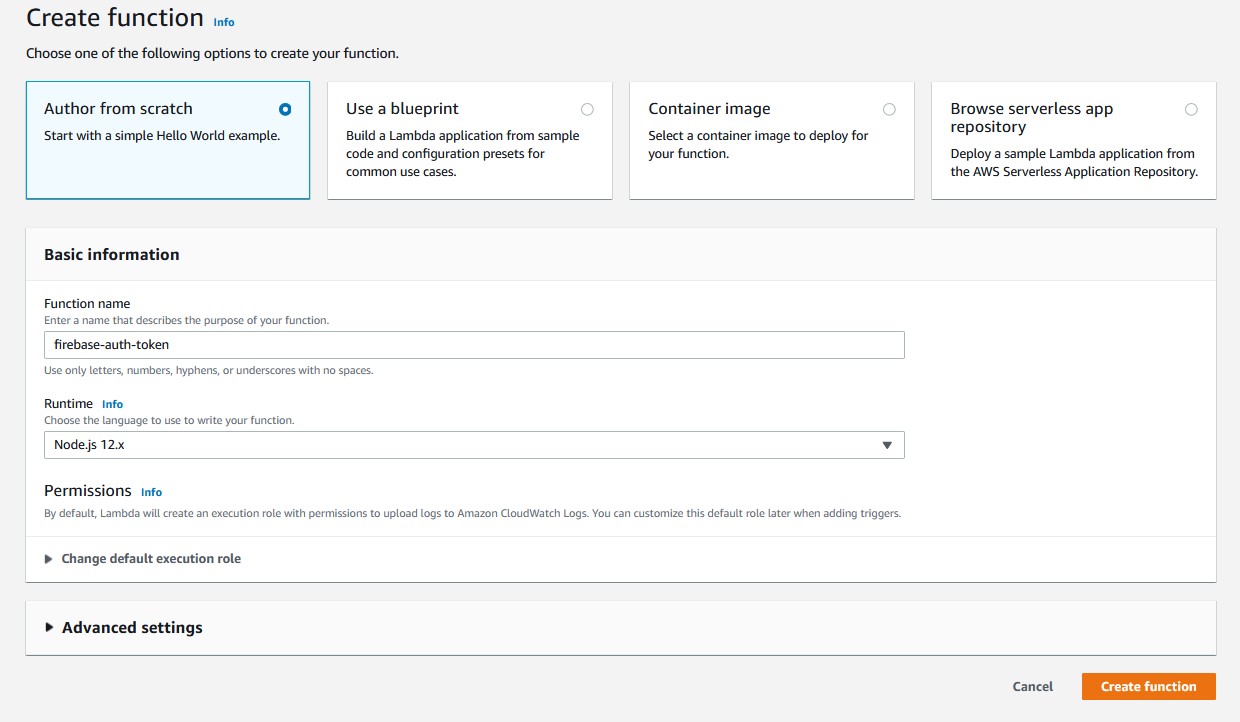 Create function Info
Choose one of the following options to create your function.
Author from scratch
Start with a simple Hello World example.
Use a blueprint
Build a Lambda application from sample
code and configuration presets for
common use cases.
Container image
Select a container image to deploy for
your function.
Browse serverless app
repository
Deploy a sample Lambda application from
the AWS Serverless Application Repository.
Basic information
Function name
Enter a name that describes the purpose of your function.
firebase-auth-token
Use only letters, numbers, hyphens, or underscores with no spaces.
Runtime Info
Choose the language to use to write your function.
Node.js 12.x
Permissions Info
By default, Lambda will create an execution role with permissions to upload logs to Amazon CloudWatch Logs. You can customize this default role later when adding triggers.
Change default execution role
Advanced settings
Cancel
Create function